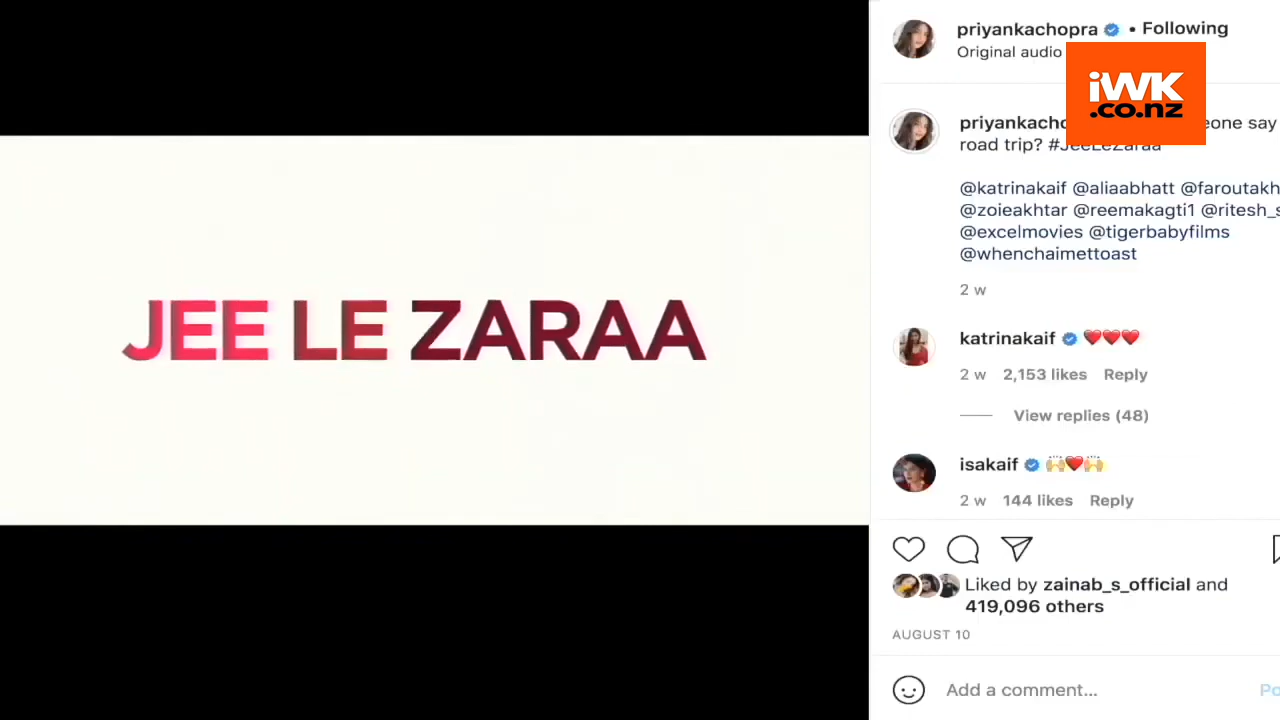 JEE LE ZARAA
priyankachopra • Following
Original audio
iWK
.co.nz
say
road trip?
@katrinakaif @aliaabhatt
@zoieakhtar @reemakagti1
@excelmovies @tigerbabyfilms
@whenchaimettoast
2 w
katrinakaif ❤️❤️❤️
2 w 2,153 likes Reply
View replies (48)
isakaif 🙌❤️🙌
2 w 144 likes Reply
Liked by zainab_s_official and
419,096 others
AUGUST 10
Add a comment...